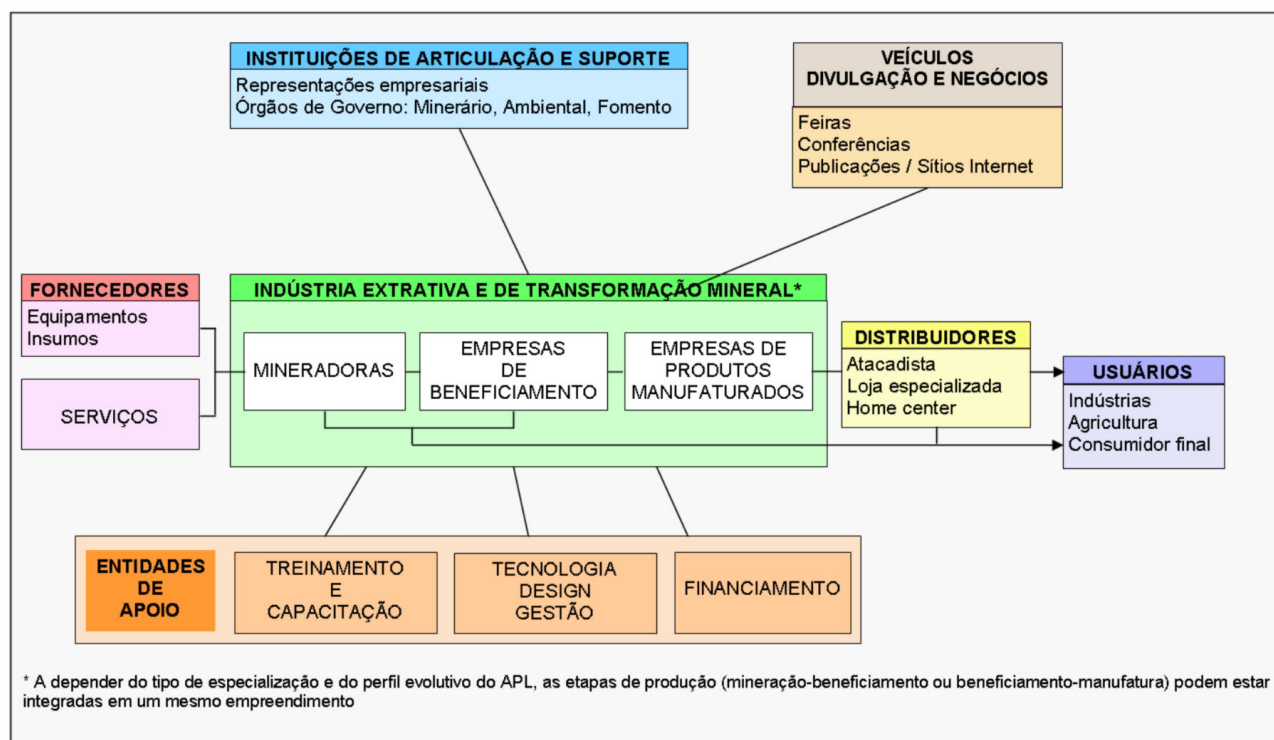 INSTITUIÇÕES DE ARTICULAÇÃO E SUPORTE
Representações empresariais
Órgãos de Governo: Minerário, Ambiental, Fomento
VEÍCULOS
DIVULGAÇÃO E NEGÓCIOS
Feiras
Conferências
Publicações / Sítios Internet
FORNECEDORES
Equipamentos
Insumos
SERVIÇOS
INDÚSTRIA EXTRATIVA E DE TRANSFORMAÇÃO MINERAL*
MINERADORAS
EMPRESAS
DE
BENEFICIAMENTO
EMPRESAS DE
PRODUTOS
MANUFATURADOS
DISTRIBUIDORES
Atacadista
Loja especializada
Home center
USUÁRIOS
Indústrias
Agricultura
Consumidor final
ENTIDADES
DE
APOIO
TREINAMENTO
E
CAPACITAÇÃO
TECNOLOGIA
DESIGN
GESTÃO
FINANCIAMENTO
* A depender do tipo de especialização e do perfil evolutivo do APL, as etapas de produção (mineração-beneficiamento ou beneficiamento-manufatura) podem estar
integradas em um mesmo empreendimento